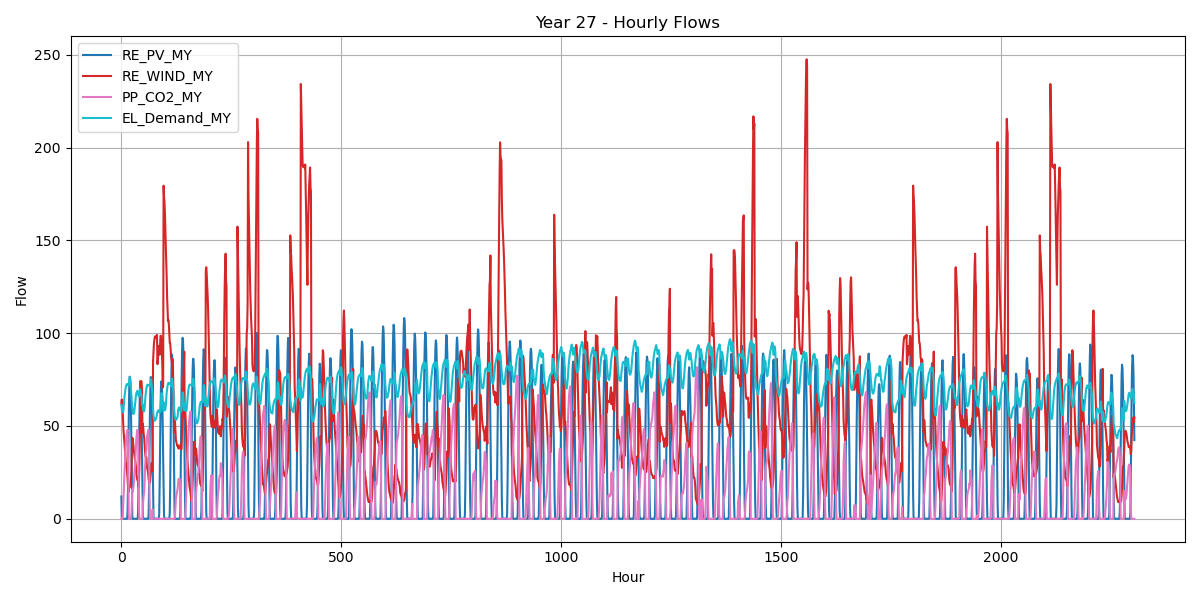 Year 27 - Hourly Flows
RE_PV_MY
RE_WIND_MY
PP_CO2_MY
EL_Demand_MY
Flow
250
200
150
100
50
0
0 500 1000 1500 2000
Hour